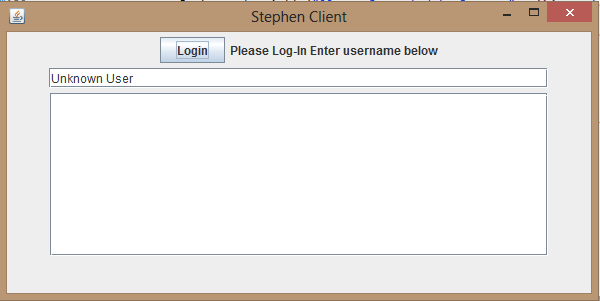 Stephen Client
Login Please Log-In Enter username below
Unknown User